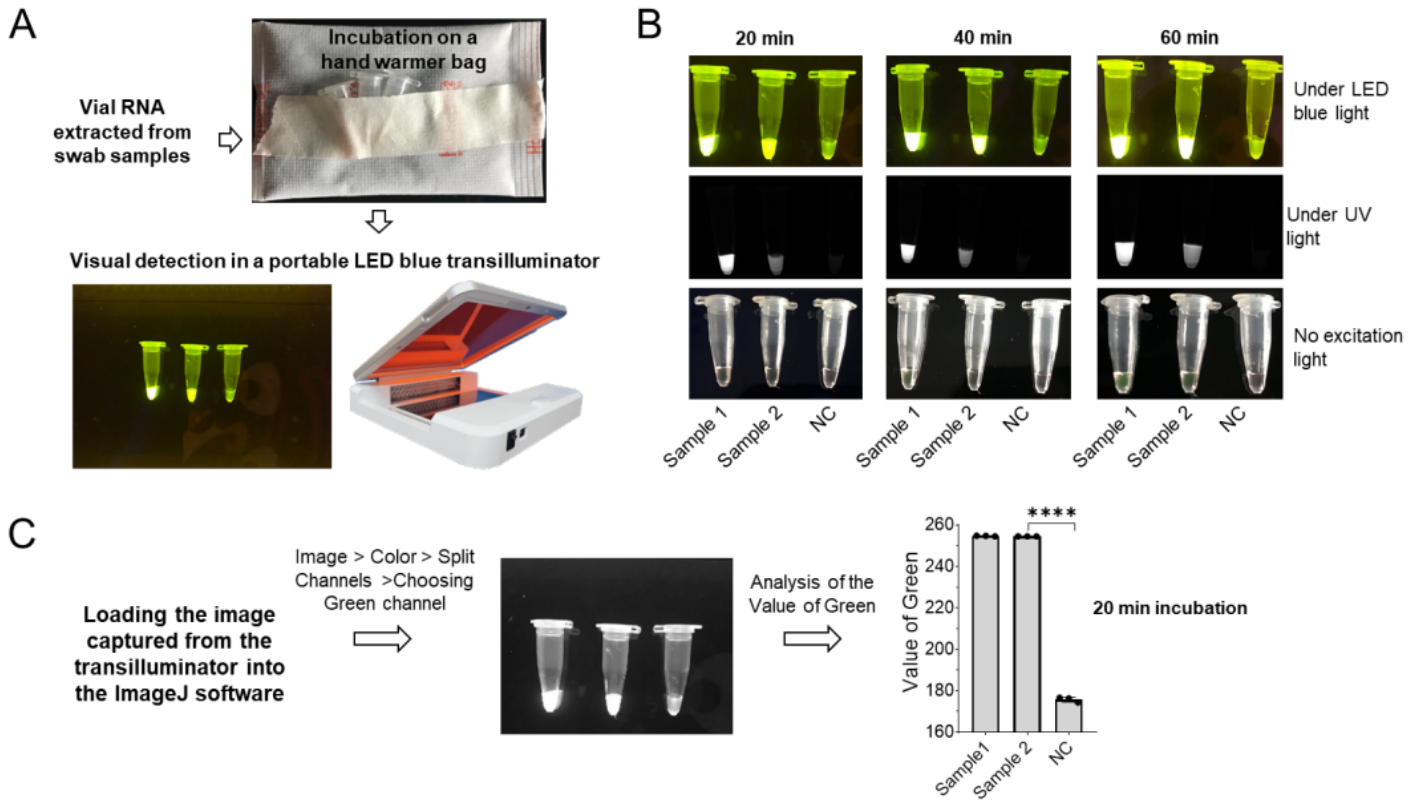 A
Incubation on a
hand warmer bag
Vial RNA
extracted from
swab samples
Visual detection in a portable LED blue transilluminator
B
20 min
40 min
60 min
Under LED
blue light
Under UV
light
No excitation
light
Sample 1
Sample 2
NC
Sample 1
Sample 2
NC
Sample 1
Sample 2
NC
C
Loading the image
captured from the
transilluminator into
the ImageJ software
Image > Color > Split
Channels >Choosing
Green channel
Analysis of the
Value of Green
Value of Green
260
240
220
200
180
160
****
Sample1
Sample 2
NC
20 min incubation